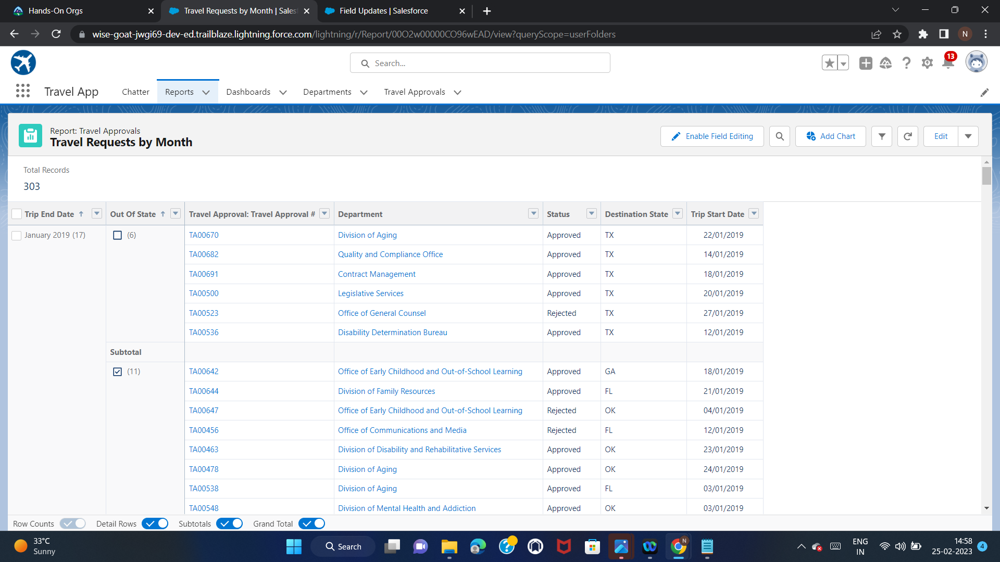 Hands-On Orgs
Travel Requests by Month | Sales
Field Updates | Salesforce
wise-goat-jwgi69-dev-ed.trailblaze.lightning.force.com/lightning/r/Report/00O2w00000CO96wEAD/view?queryScope=userFolders
N
Search...
13
Travel App
Chatter
Reports
Dashboards
Departments
Travel Approvals
Report: Travel Approvals
Travel Requests by Month
Enable Field Editing
Add Chart
Edit
Total Records
303
Trip End Date ↑ Out Of State ↑ Travel Approval: Travel Approval # Department Status Destination State Trip Start Date
January 2019 (17) (6) TA00670 Division of Aging Approved TX 22/01/2019
TA00682 Quality and Compliance Office Approved TX 14/01/2019
TA00691 Contract Management Approved TX 18/01/2019
TA00500 Legislative Services Approved TX 20/01/2019
TA00523 Office of General Counsel Rejected TX 27/01/2019
TA00536 Disability Determination Bureau Approved TX 12/01/2019
Subtotal
(11) TA00642 Office of Early Childhood and Out-of-School Learning Approved GA 18/01/2019
TA00644 Division of Family Resources Approved FL 21/01/2019
TA00647 Office of Early Childhood and Out-of-School Learning Rejected OK 04/01/2019
TA00456 Office of Communications and Media Rejected FL 12/01/2019
TA00463 Division of Disability and Rehabilitative Services Approved OK 23/01/2019
TA00478 Division of Aging Approved OK 24/01/2019
TA00538 Division of Aging Approved FL 03/01/2019
TA00548 Division of Mental Health and Addiction Approved OK 03/01/2019
Row Counts Detail Rows Subtotals Grand Total
33°C
Sunny
Search
N
ENG
IN
14:58
25-02-2023
4